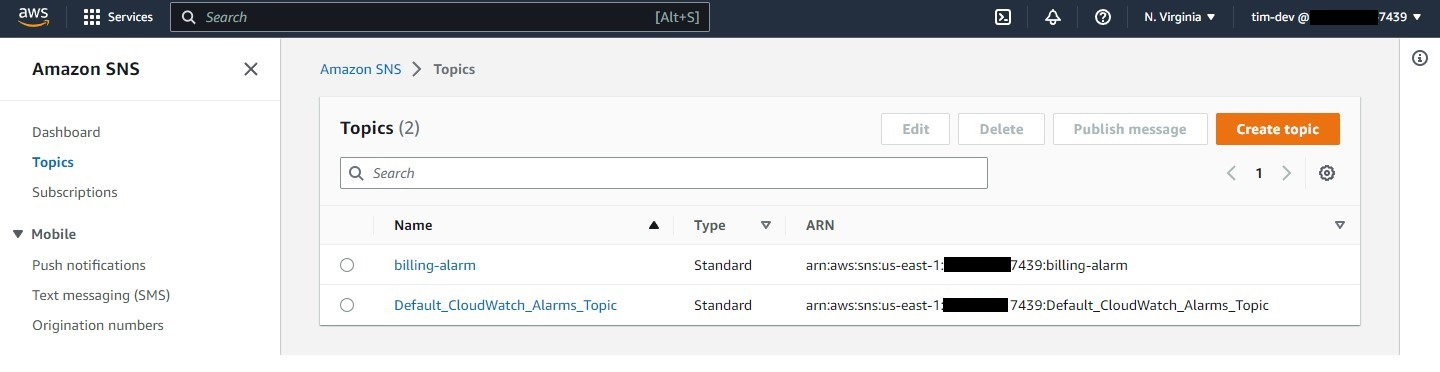 aws Services Search [Alt+S] N. Virginia tim-dev @ 7439
Amazon SNS
Dashboard
Topics
Subscriptions
Mobile
Push notifications
Text messaging (SMS)
Origination numbers
Amazon SNS > Topics
Topics (2) Edit Delete Publish message Create topic
Search 1
Name Type ARN
billing-alarm Standard arn:aws:sns:us-east-1: 7439:billing-alarm
Default_CloudWatch_Alarms_Topic Standard arn:aws:sns:us-east-1: 7439:Default_CloudWatch_Alarms_Topic